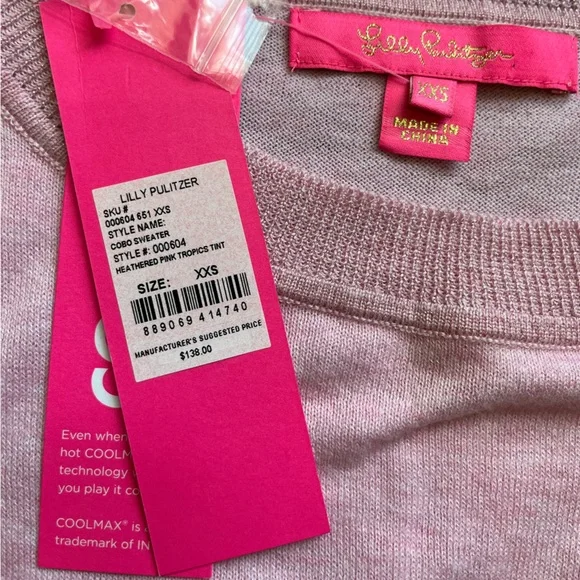 Lilly Pulitzer
XXS
MADE IN
CHINA
LILLY PULITZER
SKU #
000604 651 XXS
STYLE NAME:
COBO SWEATER
STYLE #: 000604
HEATHERED PINK TROPICS TINT
SIZE: XXS
889069 414740
MANUFACTURER'S SUGGESTED PRICE
$138.00
Even when
hot COOLM
technology
you play it co
COOLMAX® is
trademark of IN